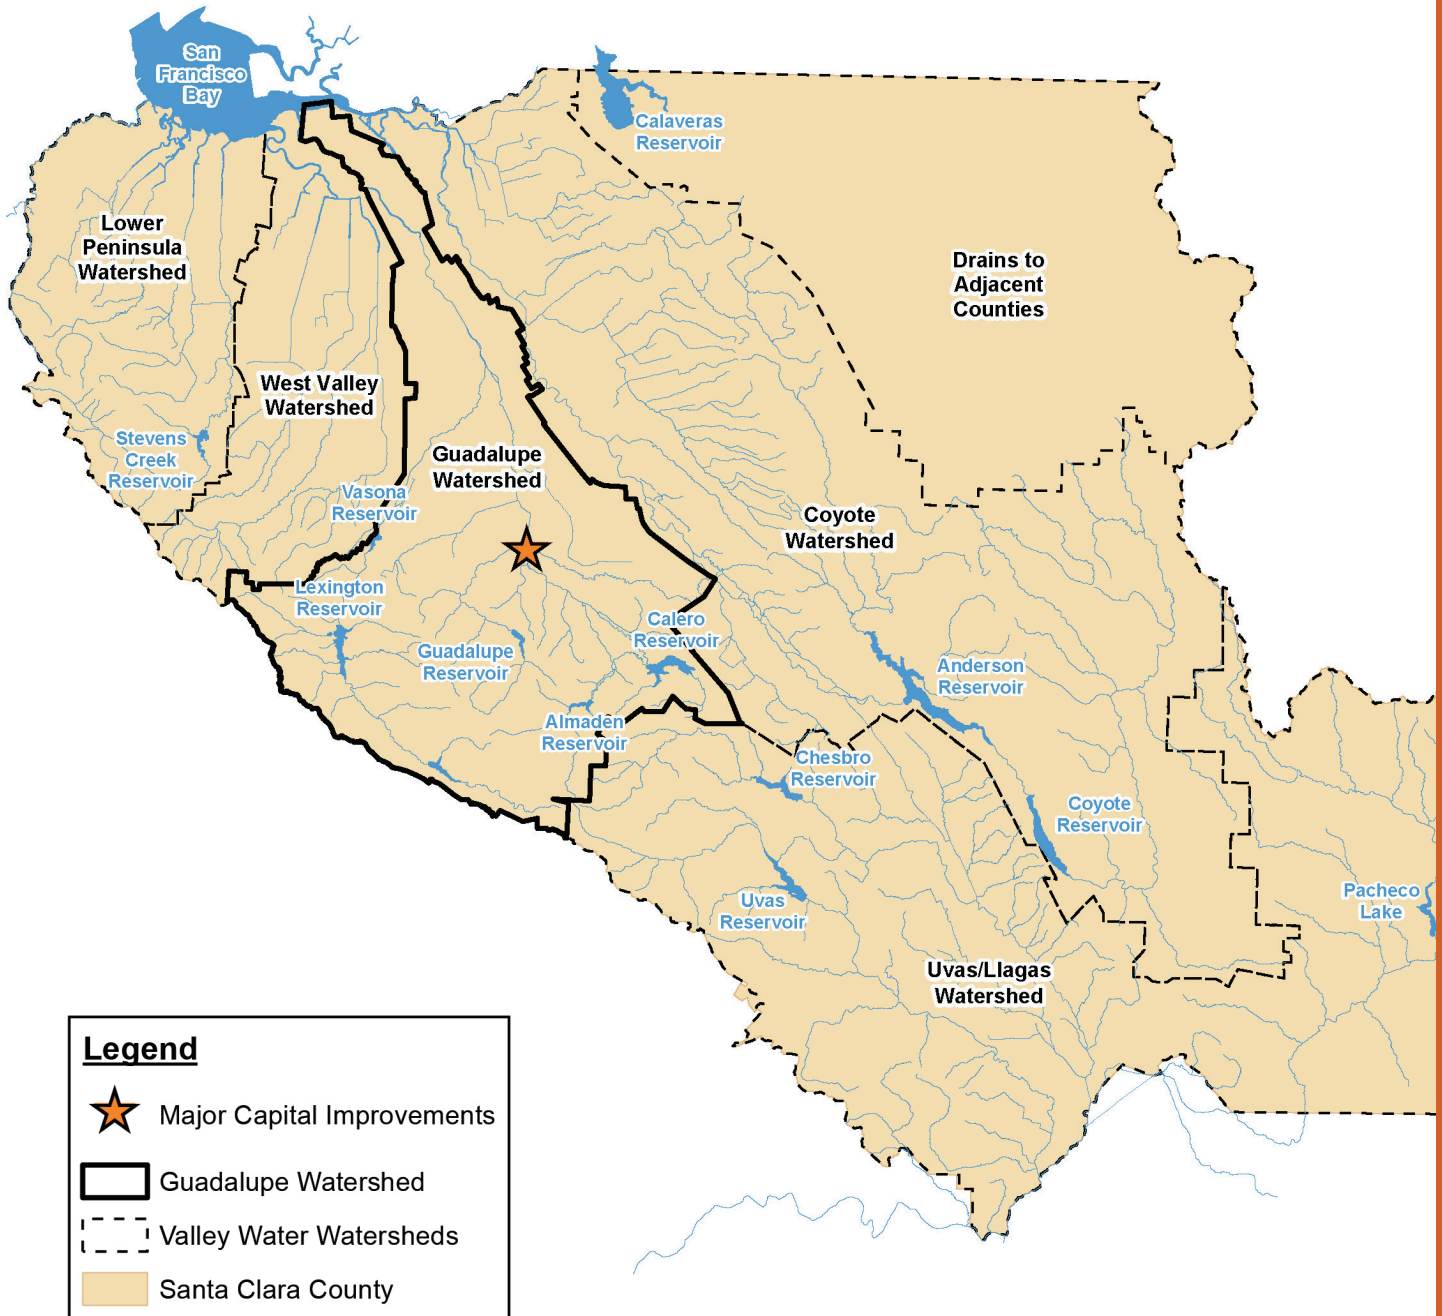 San
Francisco
Bay
Calaveras
Reservoir
Lower
Peninsula
Watershed
Drains to
Adjacent
Counties
West Valley
Watershed
Stevens
Creek
Reservoir
Guadalupe
Watershed
Vasona
Reservoir
Coyote
Watershed
Lexington
Reservoir
Calero
Reservoir
Guadalupe
Reservoir
Anderson
Reservoir
Almaden
Reservoir
Chesbro
Reservoir
Coyote
Reservoir
Uvas
Reservoir
Pacheco
Lake
Uvas/Llagas
Watershed
Legend
Major Capital Improvements
Guadalupe Watershed
Valley Water Watersheds
Santa Clara County